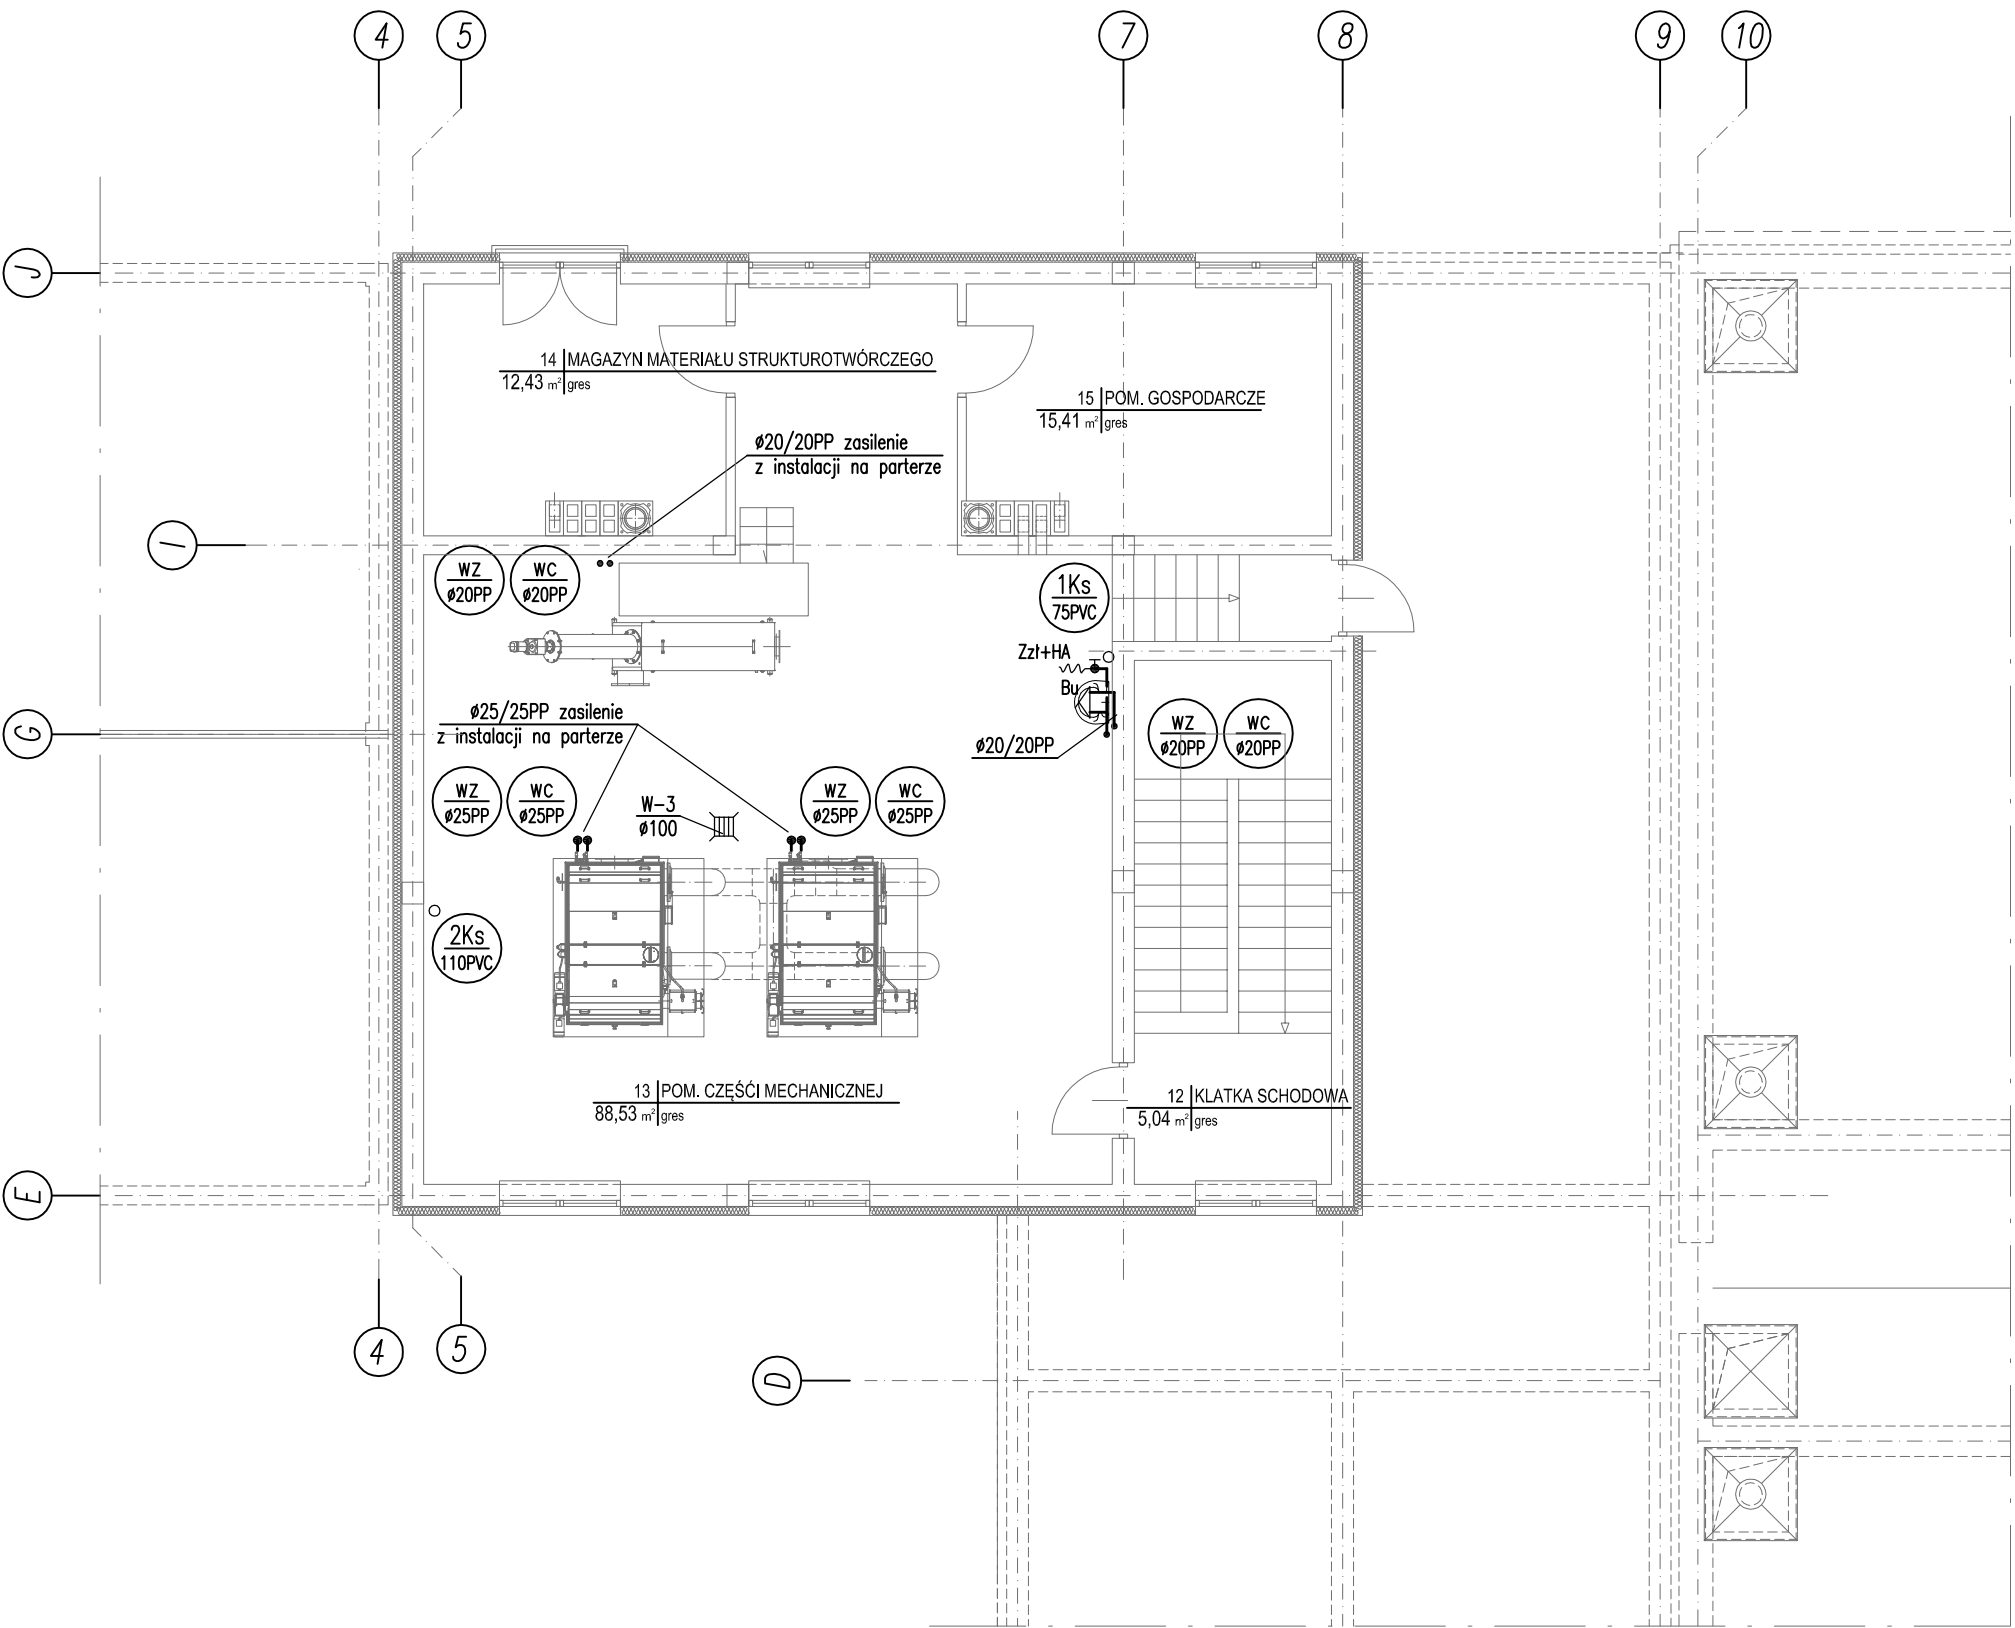 4
5
7
8
9
10
J
14 MAGAZYN MATERIAŁU STRUKTUROTWÓRCZEGO
12,43 m² gres
15 POM. GOSPODARCZE
15,41 m² gres
ø20/20PP zasilenie
z instalacji na parterze
I
WZ
ø20PP
WC
ø20PP
1Ks
75PVC
Zzł+HA
Bu
ø25/25PP zasilenie
z instalacji na parterze
G
ø20/20PP
WZ
ø20PP
WC
ø20PP
WZ
ø25PP
WC
ø25PP
W-3
ø100
WZ
ø25PP
WC
ø25PP
2Ks
110PVC
13 POM. CZĘŚCI MECHANICZNEJ
88,53 m² gres
12 KLATKA SCHODOWA
5,04 m² gres
E
4
5
D